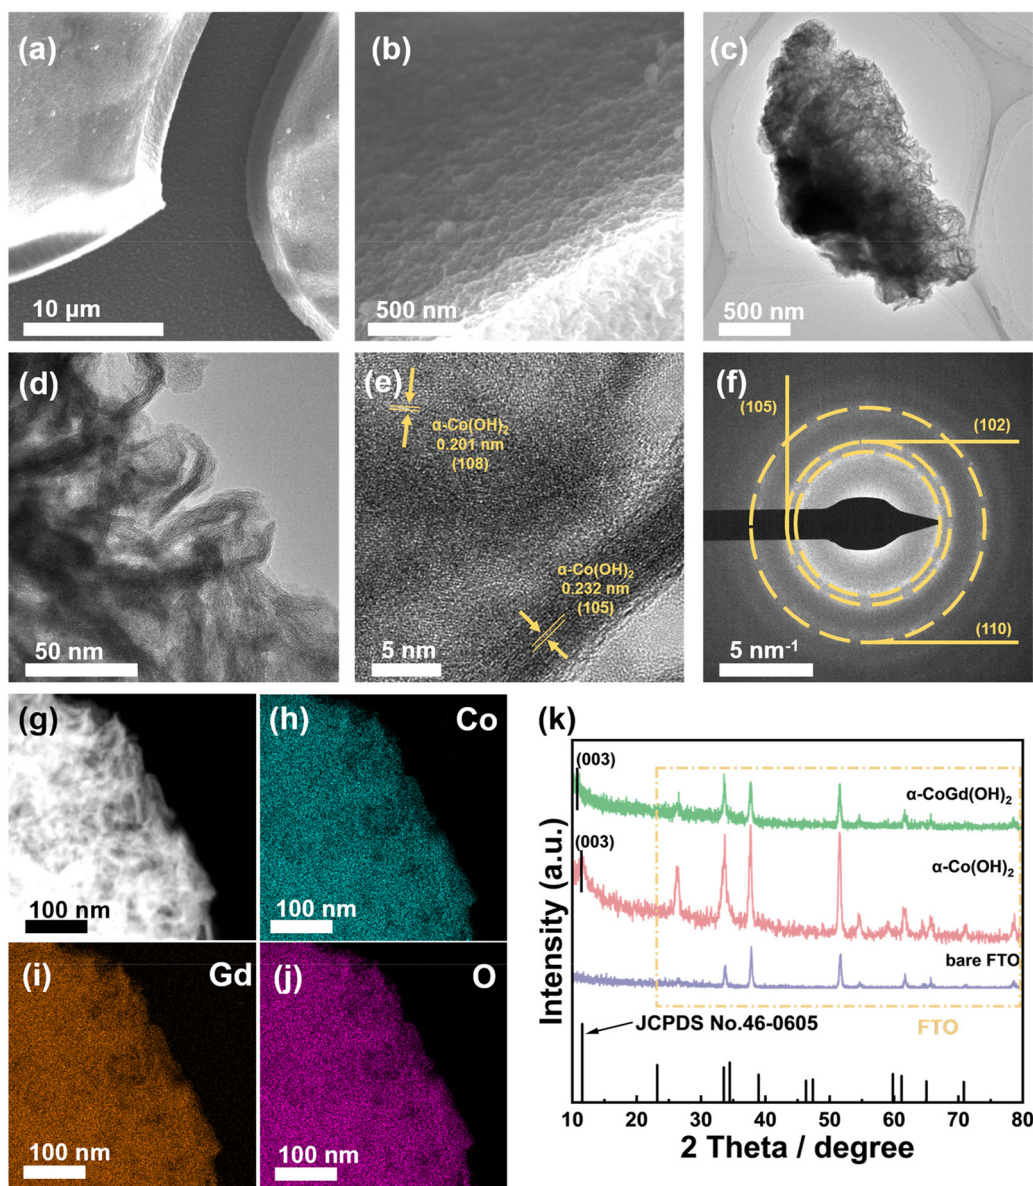 (a)
10 μm
(b)
500 nm
(c)
500 nm
(d)
50 nm
(e)
α-Co(OH)2
0.201 nm
(108)
α-Co(OH)2
0.232 nm
(105)
5 nm
(f)
(105)
(102)
(110)
5 nm-1
(g)
100 nm
(h)
Co
100 nm
(i)
Gd
100 nm
(j)
O
100 nm
(k)
(003)
α-CoGd(OH)2
(003)
α-Co(OH)2
bare FTO
FTO
JCPDS No.46-0605
Intensity (a.u.)
10 20 30 40 50 60 70 80
2 Theta / degree